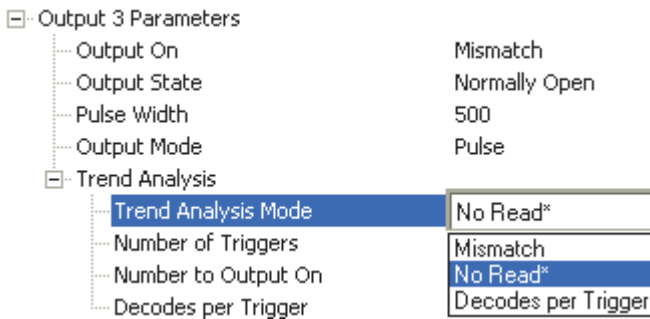 Output 3 Parameters
Output On Mismatch
Output State Normally Open
Pulse Width 500
Output Mode Pulse
Trend Analysis
Trend Analysis Mode No Read*
Number of Triggers Mismatch
Number to Output On No Read*
Decodes per Trigger Decodes per Trigger